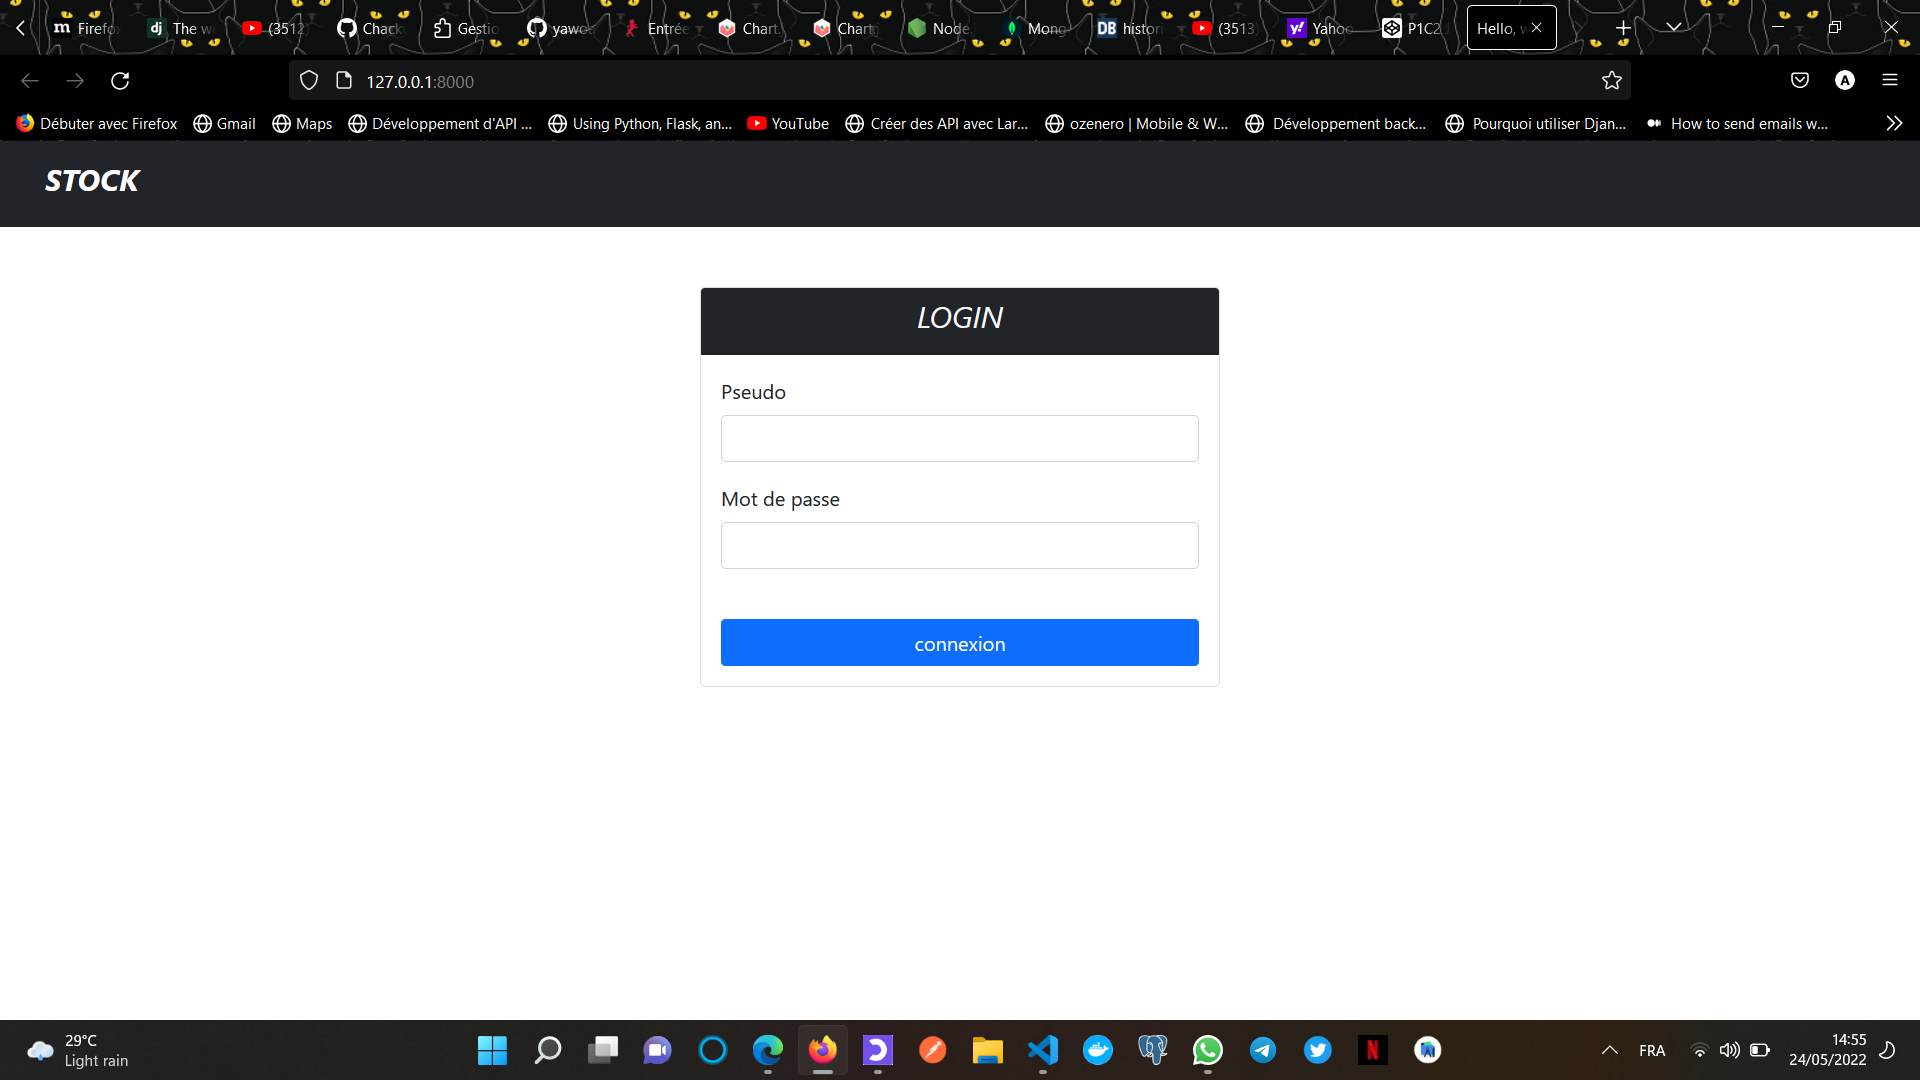 Firefo
The w
(3512
Chack
Gestio
yawo
Entrée
Chart.
Chart
Node.
Mong
DB histori
(3513)
Yahoo
P1C2
Hello, w
127.0.0.1:8000
Débuter avec Firefox
Gmail
Maps
Développement d'API ...
Using Python, Flask, an...
YouTube
Créer des API avec Lar...
ozenero | Mobile & W...
Développement back...
Pourquoi utiliser Djan...
How to send emails w...
STOCK
LOGIN
Pseudo
Mot de passe
connexion
29°C
Light rain
FRA
14:55
24/05/2022